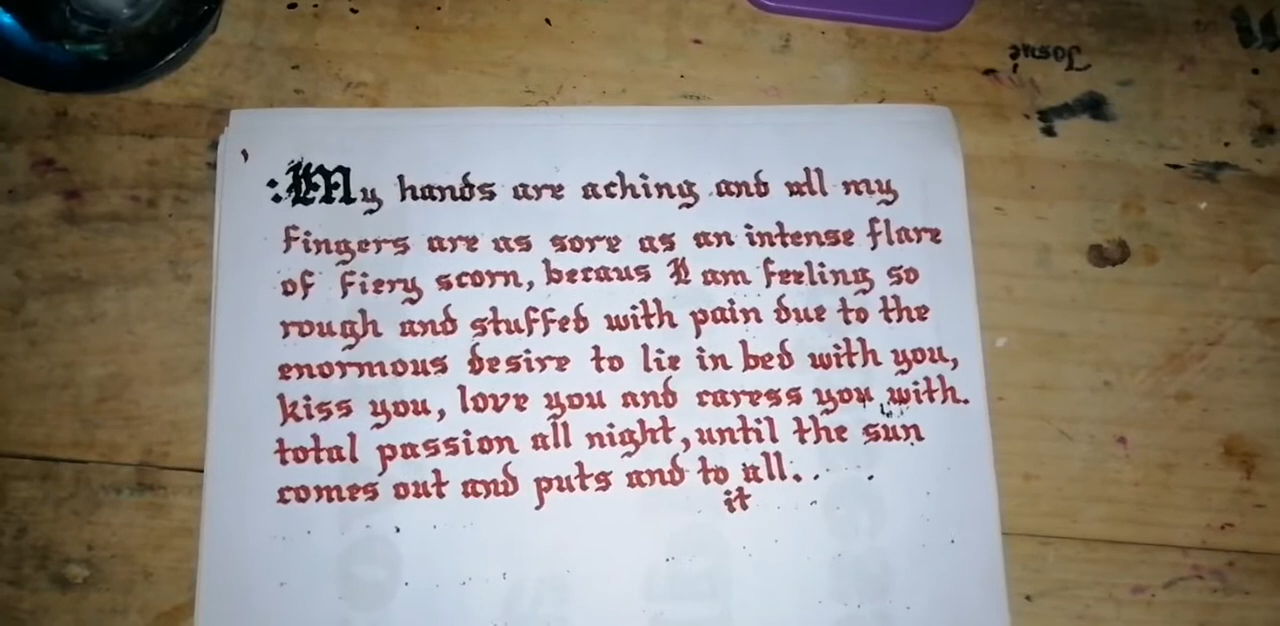 Josué
:My hands are aching and all my
fingers are as sore as an intense flare
of fiery scorn, becaus I am feeling so
rough and stuffed with pain due to the
enormous desire to lie in bed with you,
kiss you, love you and caress you with.
total passion all night, until the sun
comes out and puts and to all..
it